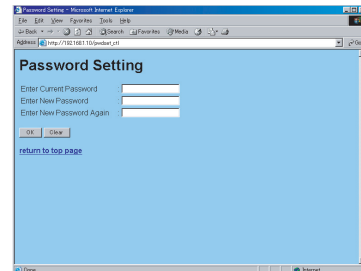 Password Setting - Microsoft Internet Explorer
File Edit View Favorites Tools Help
Back Search Favorites Media
Address http://192.168.1.10/pwdset_ctl Go
Password Setting
Enter Current Password :
Enter New Password :
Enter New Password Again :
OK Clear
return to top page
Done Internet